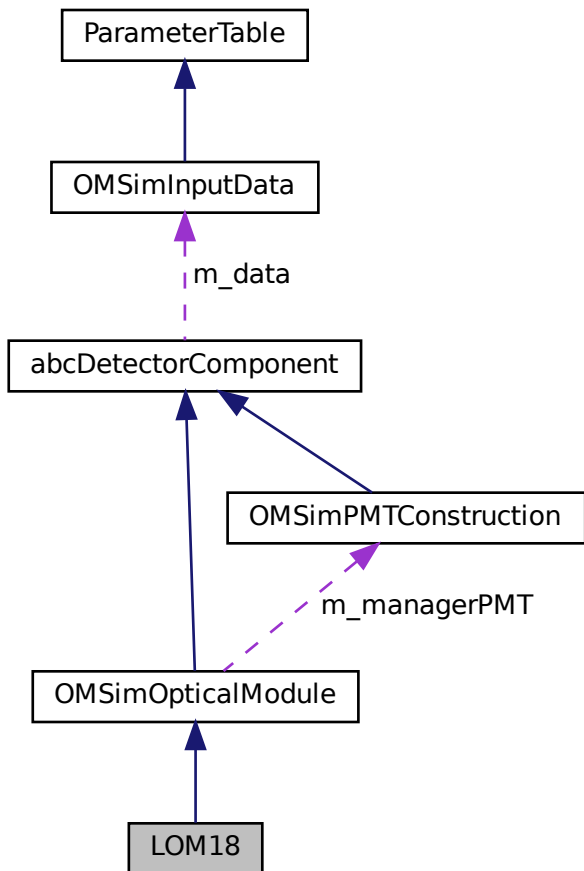 ParameterTable
OMSimInputData
m_data
abcDetectorComponent
OMSimPMTConstruction
m_managerPMT
OMSimOpticalModule
LOM18